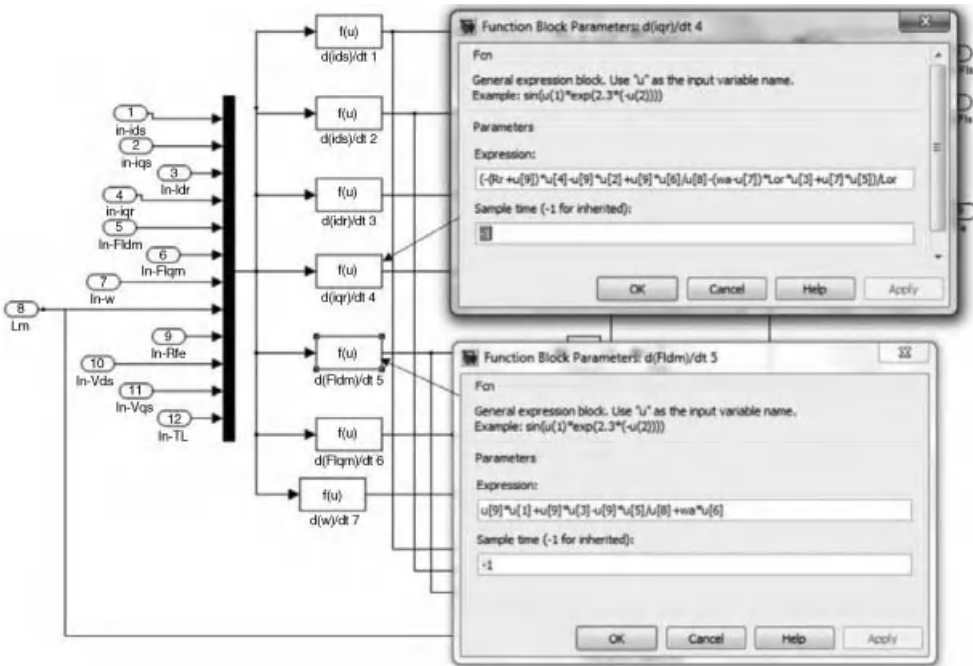 f(u)
d(ids)/dt 1
f(u)
d(ids)/dt 2
f(u)
d(idr)/dt 3
f(u)
d(iqr)/dt 4
f(u)
d(Fldm)/dt 5
f(u)
d(Flqm)/dt 6
f(u)
d(w)/dt 7
1
in-ids
2
in-iqs
3
In-Idr
4
in-iqr
5
In-Fldm
6
In-Flqm
7
In-w
8
Lm
9
In-Rfe
10
In-Vds
11
In-Vqs
12
In-TL
Function Block Parameters: d(iqr)/dt 4
Fcn
General expression block. Use "u" as the input variable name.
Example: sin(u(1)*exp(2.3*(-u(2))))
Parameters
Expression:
(-(Rr+u[9])*u[4]-u[9]*u[2]+u[9]*u[6]/u[8]-(wa-u[7])*Lor*u[3]+u[7]*u[5])/Lor
Sample time (-1 for inherited):
-1
OK Cancel Help Apply
Function Block Parameters: d(Fldm)/dt 5
Fcn
General expression block. Use "u" as the input variable name.
Example: sin(u(1)*exp(2.3*(-u(2))))
Parameters
Expression:
u[9]*u[1]+u[9]*u[3]-u[9]*u[5]/u[8]+wa*u[6]
Sample time (-1 for inherited):
-1
OK Cancel Help Apply